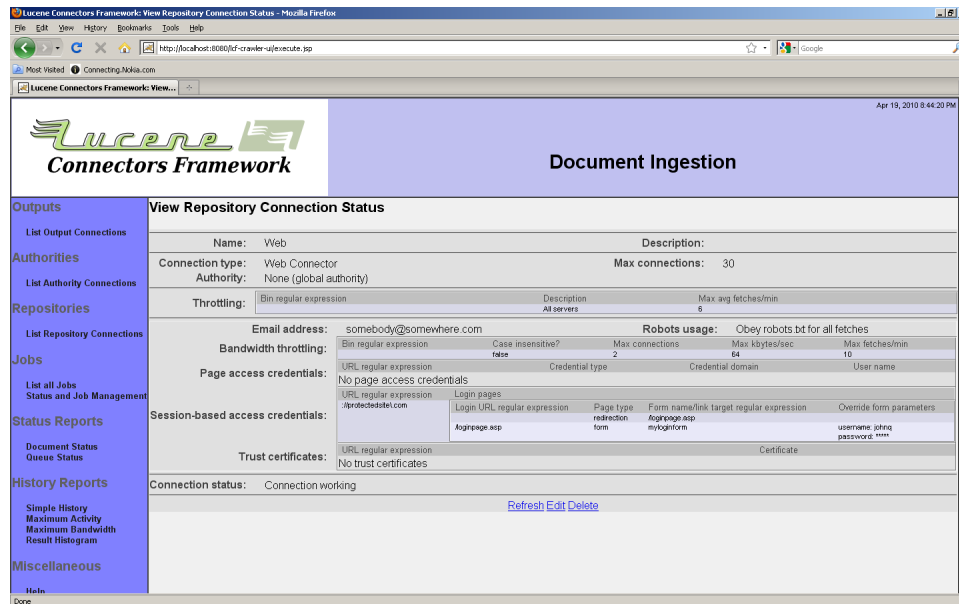 Lucene Connectors Framework: View Repository Connection Status - Mozilla Firefox
File Edit View History Bookmarks Tools Help
http://localhost:8080/lcf-crawler-ui/execute.jsp
Google
Most Visited Connecting.Nokia.com
Lucene Connectors Framework: View...
Apr 19, 2010 8:44:20 PM
Lucene
Connectors Framework
Document Ingestion
Outputs
List Output Connections
Authorities
List Authority Connections
Repositories
List Repository Connections
Jobs
List all Jobs
Status and Job Management
Status Reports
Document Status
Queue Status
History Reports
Simple History
Maximum Activity
Maximum Bandwidth
Result Histogram
Miscellaneous
Help
View Repository Connection Status
Name: Web Description:
Connection type: Web Connector Max connections: 30
Authority: None (global authority)
Throttling: Bin regular expression Description Max avg fetches/min
All servers 6
Email address: somebody@somewhere.com Robots usage: Obey robots.txt for all fetches
Bandwidth throttling: Bin regular expression Case insensitive? Max connections Max kbytes/sec Max fetches/min
false 2 64 10
Page access credentials: URL regular expression Credential type Credential domain User name
No page access credentials
Session-based access credentials: URL regular expression Login pages
://protectedsite\.com Login URL regular expression Page type Form name/link target regular expression Override form parameters
redirection /loginpage.asp
/loginpage.asp form myloginform username: johnq
password: *****
Trust certificates: URL regular expression Certificate
No trust certificates
Connection status: Connection working
Refresh Edit Delete
Done